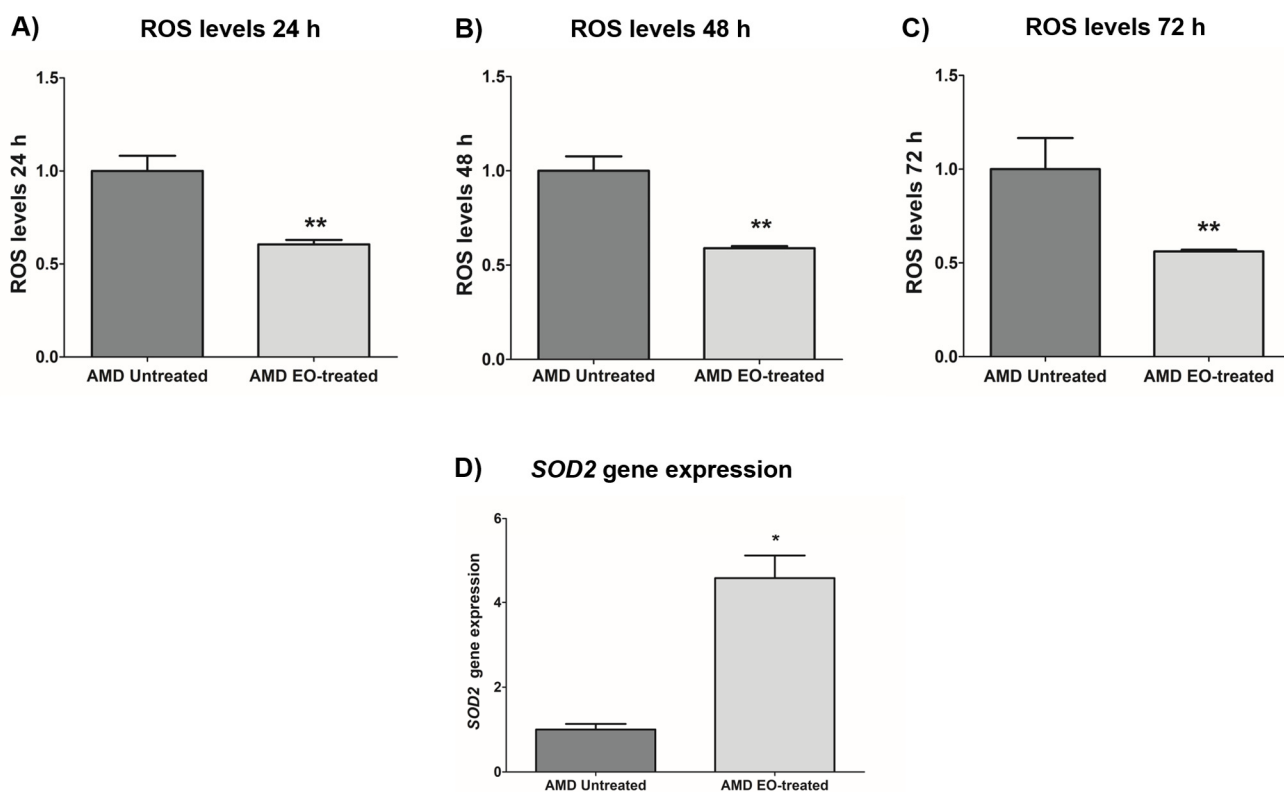 A) ROS levels 24 h
ROS levels 24 h
1.5
1.0
0.5
0.0
**
AMD Untreated AMD EO-treated
B) ROS levels 48 h
ROS levels 48 h
1.5
1.0
0.5
0.0
**
AMD Untreated AMD EO-treated
C) ROS levels 72 h
ROS levels 72 h
1.5
1.0
0.5
0.0
**
AMD Untreated AMD EO-treated
D) SOD2 gene expression
SOD2 gene expression
6
4
2
0
*
AMD Untreated AMD EO-treated